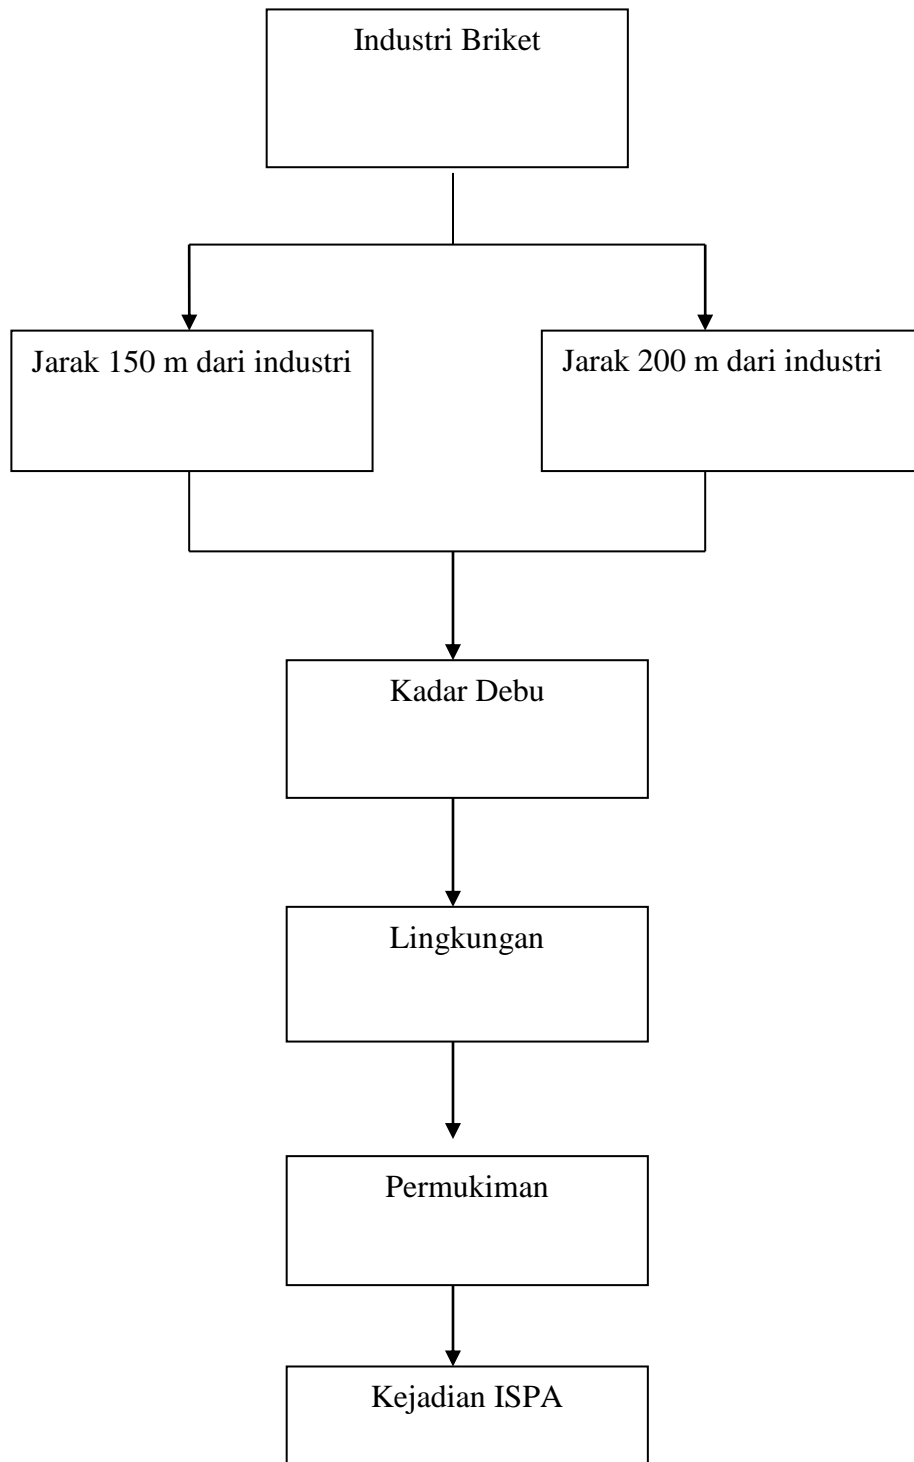 Industri Briket
Jarak 150 m dari industri
Jarak 200 m dari industri
Kadar Debu
Lingkungan
Permukiman
Kejadian ISPA